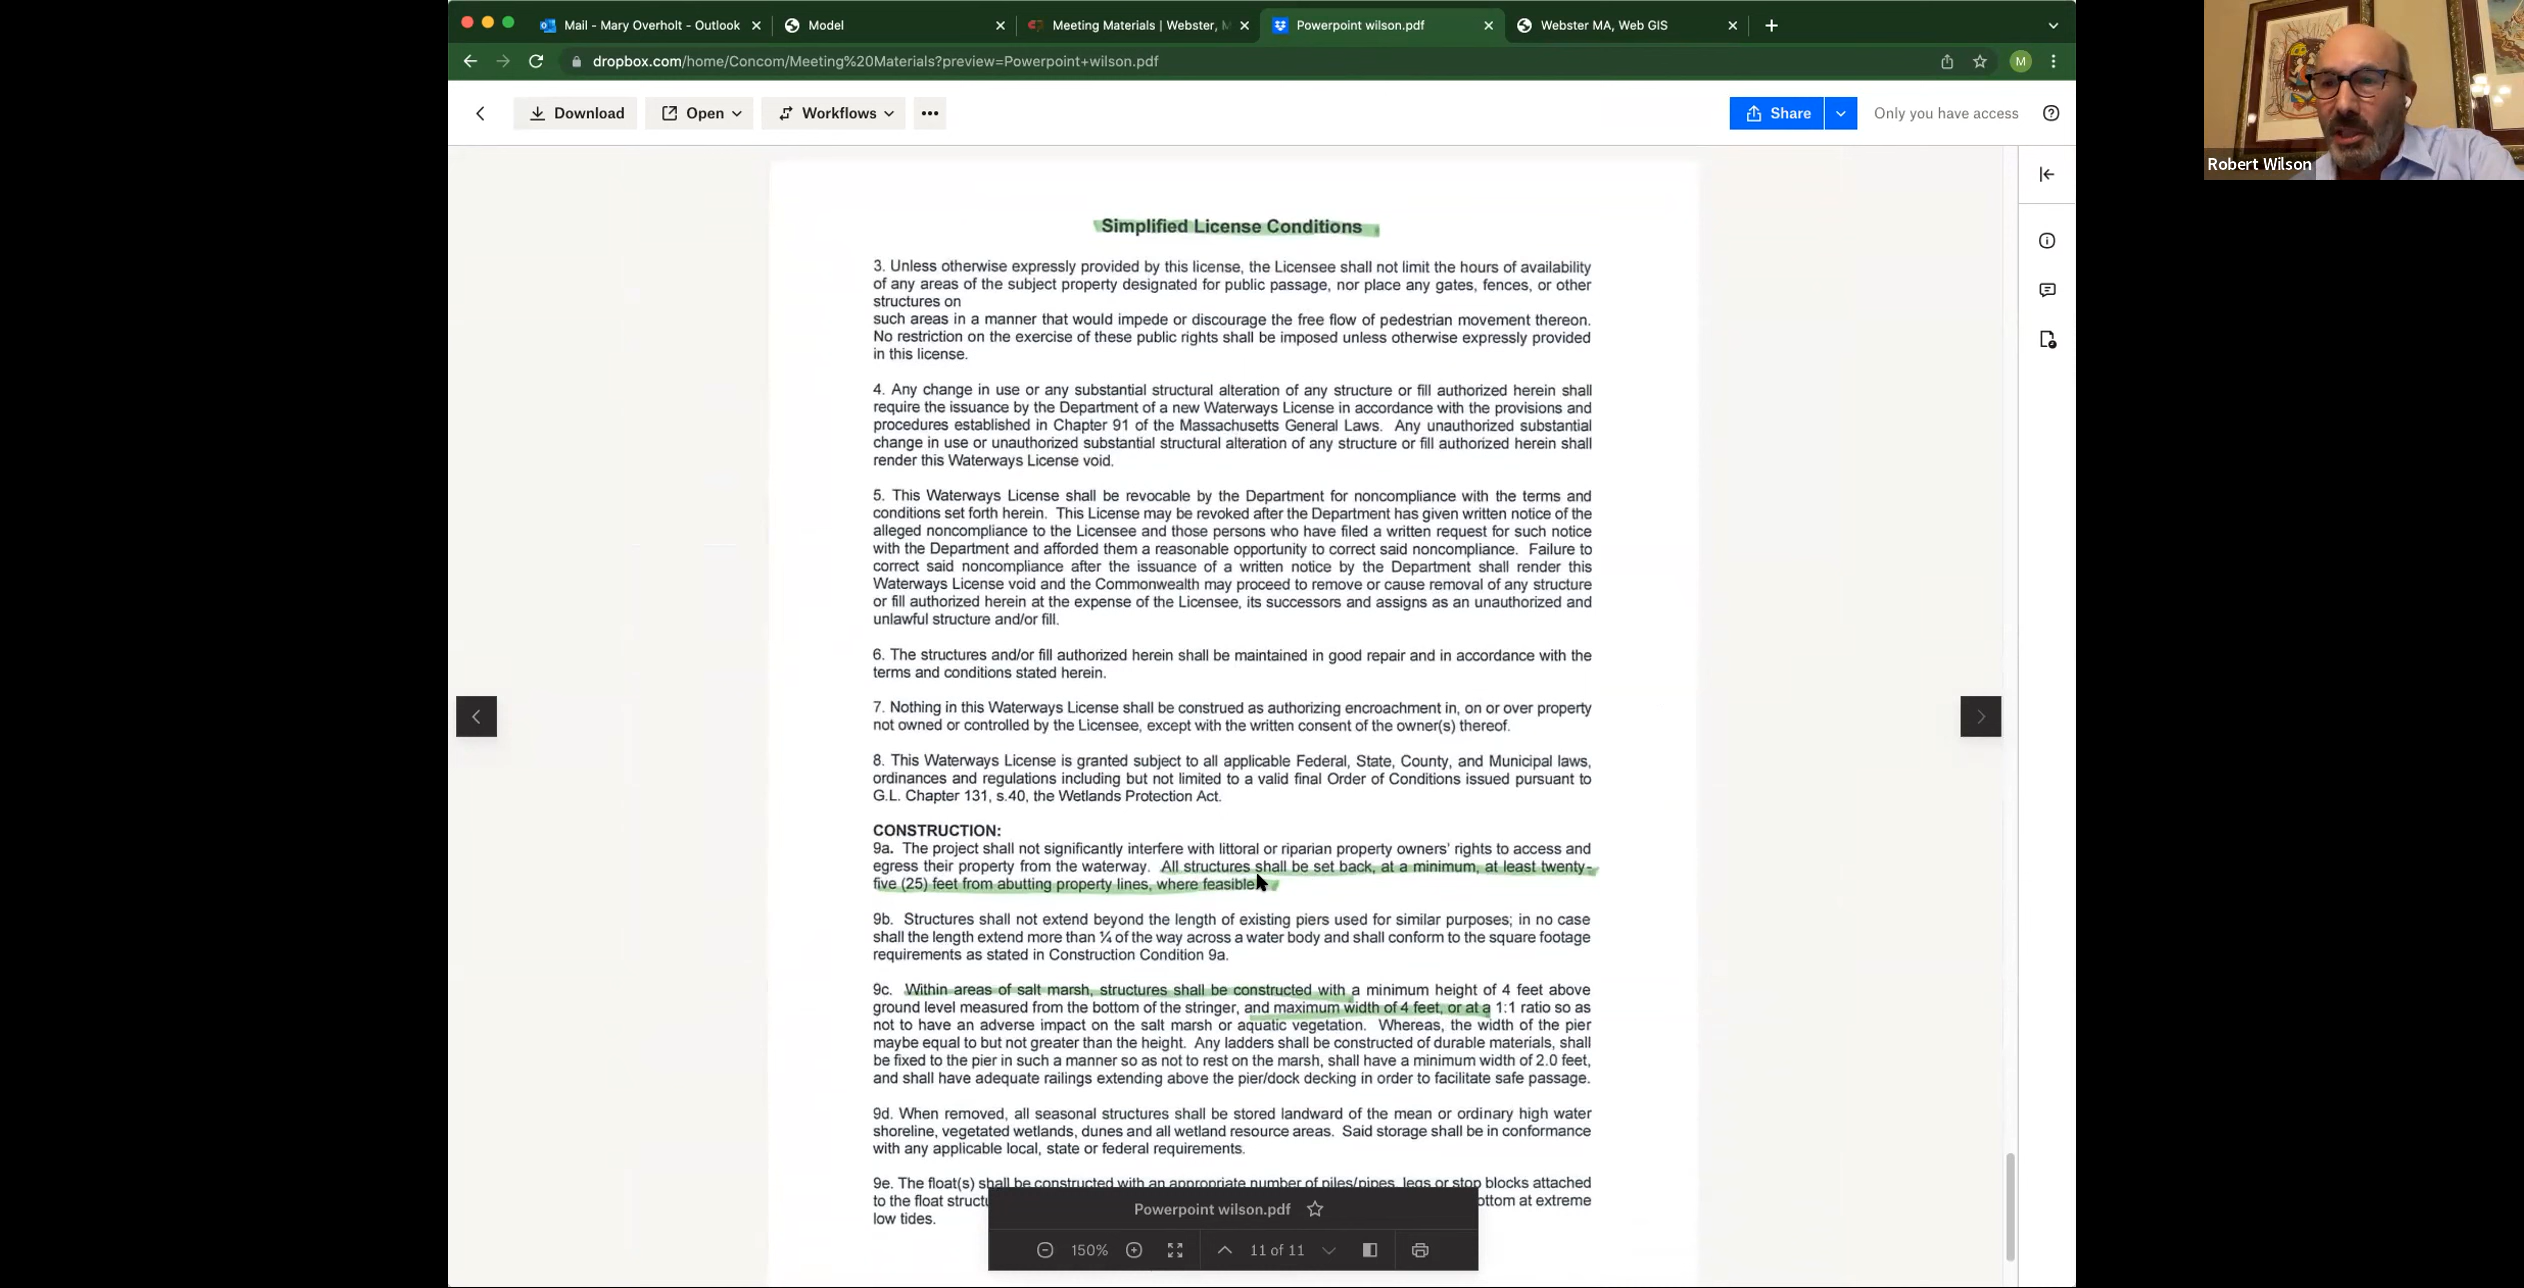 Mail - Mary Overholt - Outlook
Model
Meeting Materials | Webster, M
Powerpoint wilson.pdf
Webster MA, Web GIS
dropbox.com/home/Concom/Meeting%20Materials?preview=Powerpoint+wilson.pdf
M
Download
Open
Workflows
Share
Only you have access
Robert Wilson
Simplified License Conditions
3. Unless otherwise expressly provided by this license, the Licensee shall not limit the hours of availability
of any areas of the subject property designated for public passage, nor place any gates, fences, or other
structures on
such areas in a manner that would impede or discourage the free flow of pedestrian movement thereon.
No restriction on the exercise of these public rights shall be imposed unless otherwise expressly provided
in this license.
4. Any change in use or any substantial structural alteration of any structure or fill authorized herein shall
require the issuance by the Department of a new Waterways License in accordance with the provisions and
procedures established in Chapter 91 of the Massachusetts General Laws. Any unauthorized substantial
change in use or unauthorized substantial structural alteration of any structure or fill authorized herein shall
render this Waterways License void.
5. This Waterways License shall be revocable by the Department for noncompliance with the terms and
conditions set forth herein. This License may be revoked after the Department has given written notice of the
alleged noncompliance to the Licensee and those persons who have filed a written request for such notice
with the Department and afforded them a reasonable opportunity to correct said noncompliance. Failure to
correct said noncompliance after the issuance of a written notice by the Department shall render this
Waterways License void and the Commonwealth may proceed to remove or cause removal of any structure
or fill authorized herein at the expense of the Licensee, its successors and assigns as an unauthorized and
unlawful structure and/or fill.
6. The structures and/or fill authorized herein shall be maintained in good repair and in accordance with the
terms and conditions stated herein.
7. Nothing in this Waterways License shall be construed as authorizing encroachment in, on or over property
not owned or controlled by the Licensee, except with the written consent of the owner(s) thereof.
8. This Waterways License is granted subject to all applicable Federal, State, County, and Municipal laws,
ordinances and regulations including but not limited to a valid final Order of Conditions issued pursuant to
G.L. Chapter 131, s.40, the Wetlands Protection Act.
CONSTRUCTION:
9a. The project shall not significantly interfere with littoral or riparian property owners' rights to access and
egress their property from the waterway. All structures shall be set back, at a minimum, at least twenty-
five (25) feet from abutting property lines, where feasible
9b. Structures shall not extend beyond the length of existing piers used for similar purposes; in no case
shall the length extend more than ¼ of the way across a water body and shall conform to the square footage
requirements as stated in Construction Condition 9a.
9c. Within areas of salt marsh, structures shall be constructed with a minimum height of 4 feet above
ground level measured from the bottom of the stringer, and maximum width of 4 feet, or at a 1:1 ratio so as
not to have an adverse impact on the salt marsh or aquatic vegetation. Whereas, the width of the pier
maybe equal to but not greater than the height. Any ladders shall be constructed of durable materials, shall
be fixed to the pier in such a manner so as not to rest on the marsh, shall have a minimum width of 2.0 feet,
and shall have adequate railings extending above the pier/dock decking in order to facilitate safe passage.
9d. When removed, all seasonal structures shall be stored landward of the mean or ordinary high water
shoreline, vegetated wetlands, dunes and all wetland resource areas. Said storage shall be in conformance
with any applicable local, state or federal requirements.
9e. The float(s) shall be constructed with an appropriate number of piles/pipes, legs or stop blocks attached
to the float structu ottom at extreme
low tides.
Powerpoint wilson.pdf
150%
11 of 11